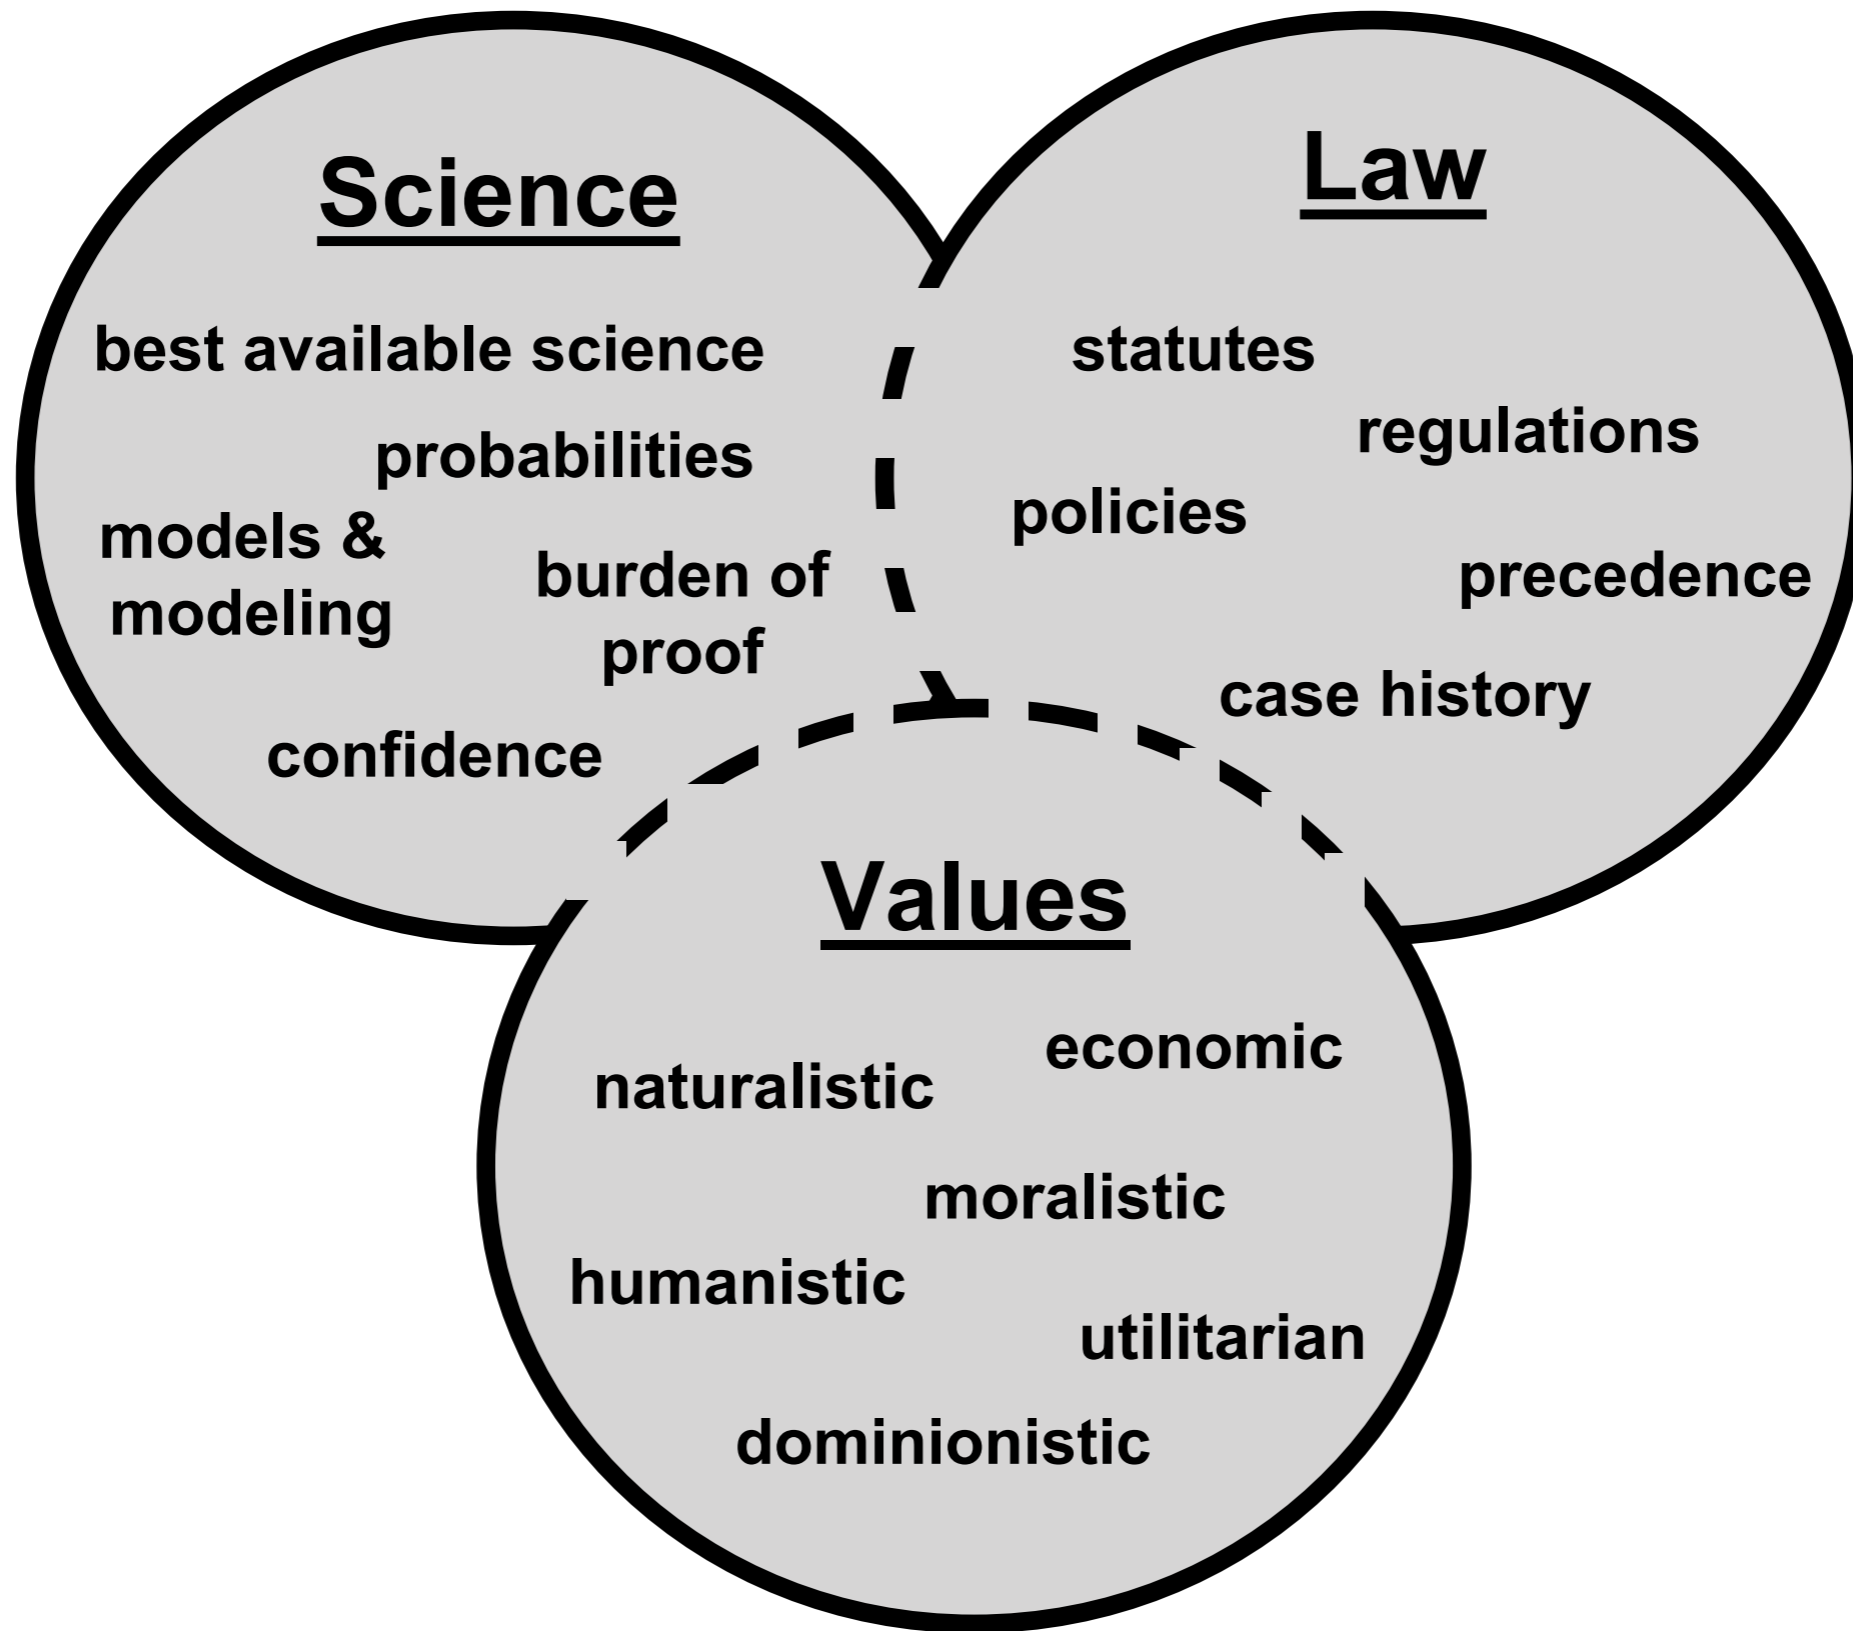 Science
best available science
probabilities
models &
modeling
burden of
proof
confidence
Law
statutes
regulations
policies
precedence
case history
Values
economic
naturalistic
moralistic
humanistic
utilitarian
dominionistic